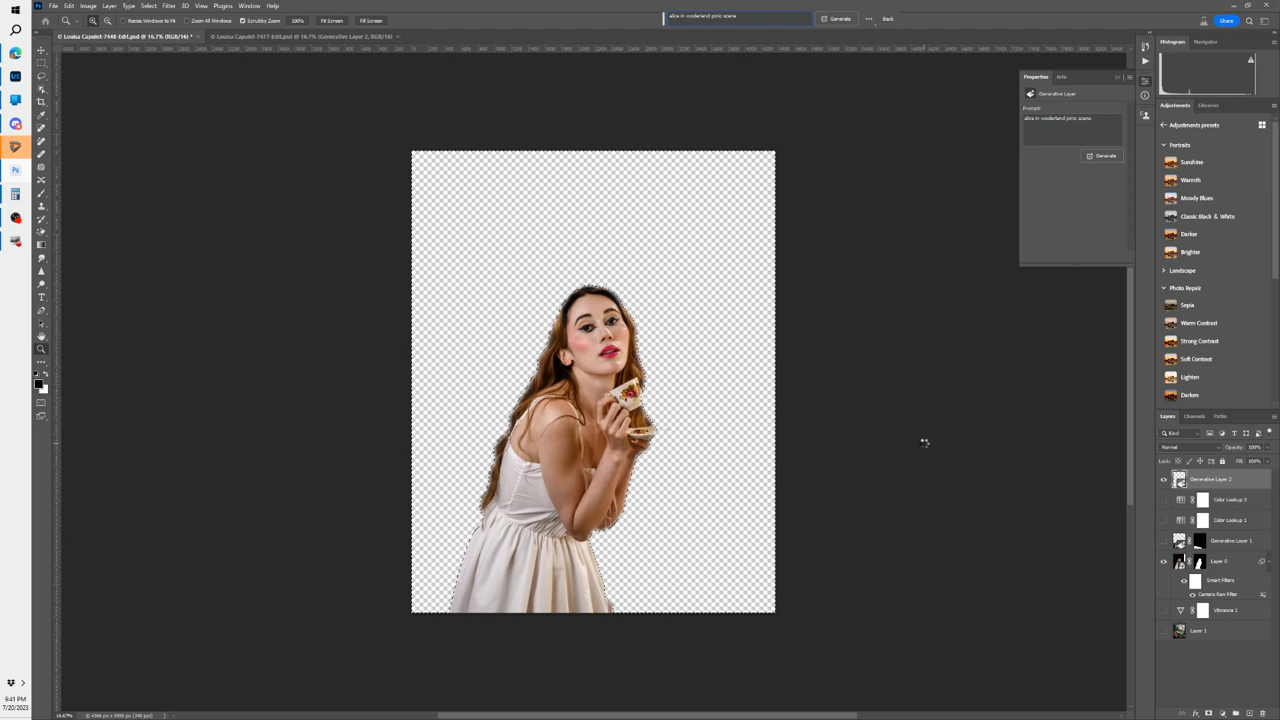 File Edit Image Layer Type Select Filter 3D View Plugins Window Help
Resize Windows to Fit Zoom All Windows Scrubby Zoom 100% Fit Screen Fill Screen
alice in woderland pinic scene
Generate
Back
Share
© Louisa Capulet-7448-Edit.psd @ 16.7% (RGB/16) *
© Louisa Capulet-7477-Edit.psd @ 16.7% (Generative Layer 2, RGB/16)
Histogram Navigator
Properties Info
Generative Layer
Prompt:
alice in woderland pinic scene
Generate
Adjustments Libraries
Adjustments presets
Portraits
Sunshine
Warmth
Moody Blues
Classic Black & White
Darker
Brighter
Landscape
Photo Repair
Sepia
Warm Contrast
Strong Contrast
Soft Contrast
Lighten
Darken
Layers Channels Paths
Kind
Normal Opacity: 100%
Lock: Fill: 100%
Generative Layer 2
Color Lookup 2
Color Lookup 1
Generative Layer 1
Layer 0
Smart Filters
Camera Raw Filter
Vibrance 1
Layer 1
9:41 PM
7/20/2023
16.67%